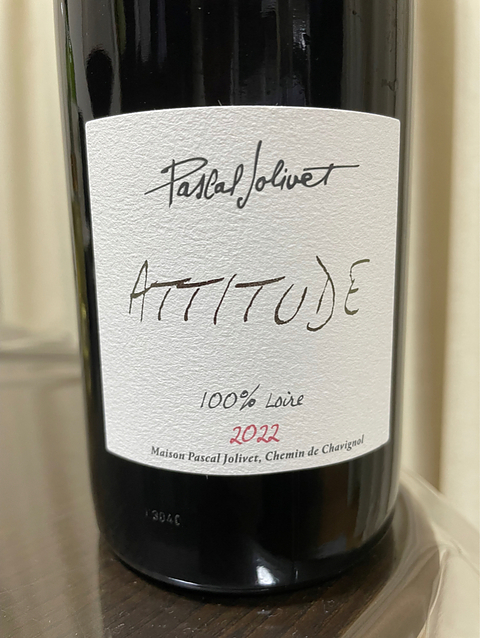 Pascal Jolivet
ATTITUDE
100% Loire
2022
Maison Pascal Jolivet, Chemin de Chavignol